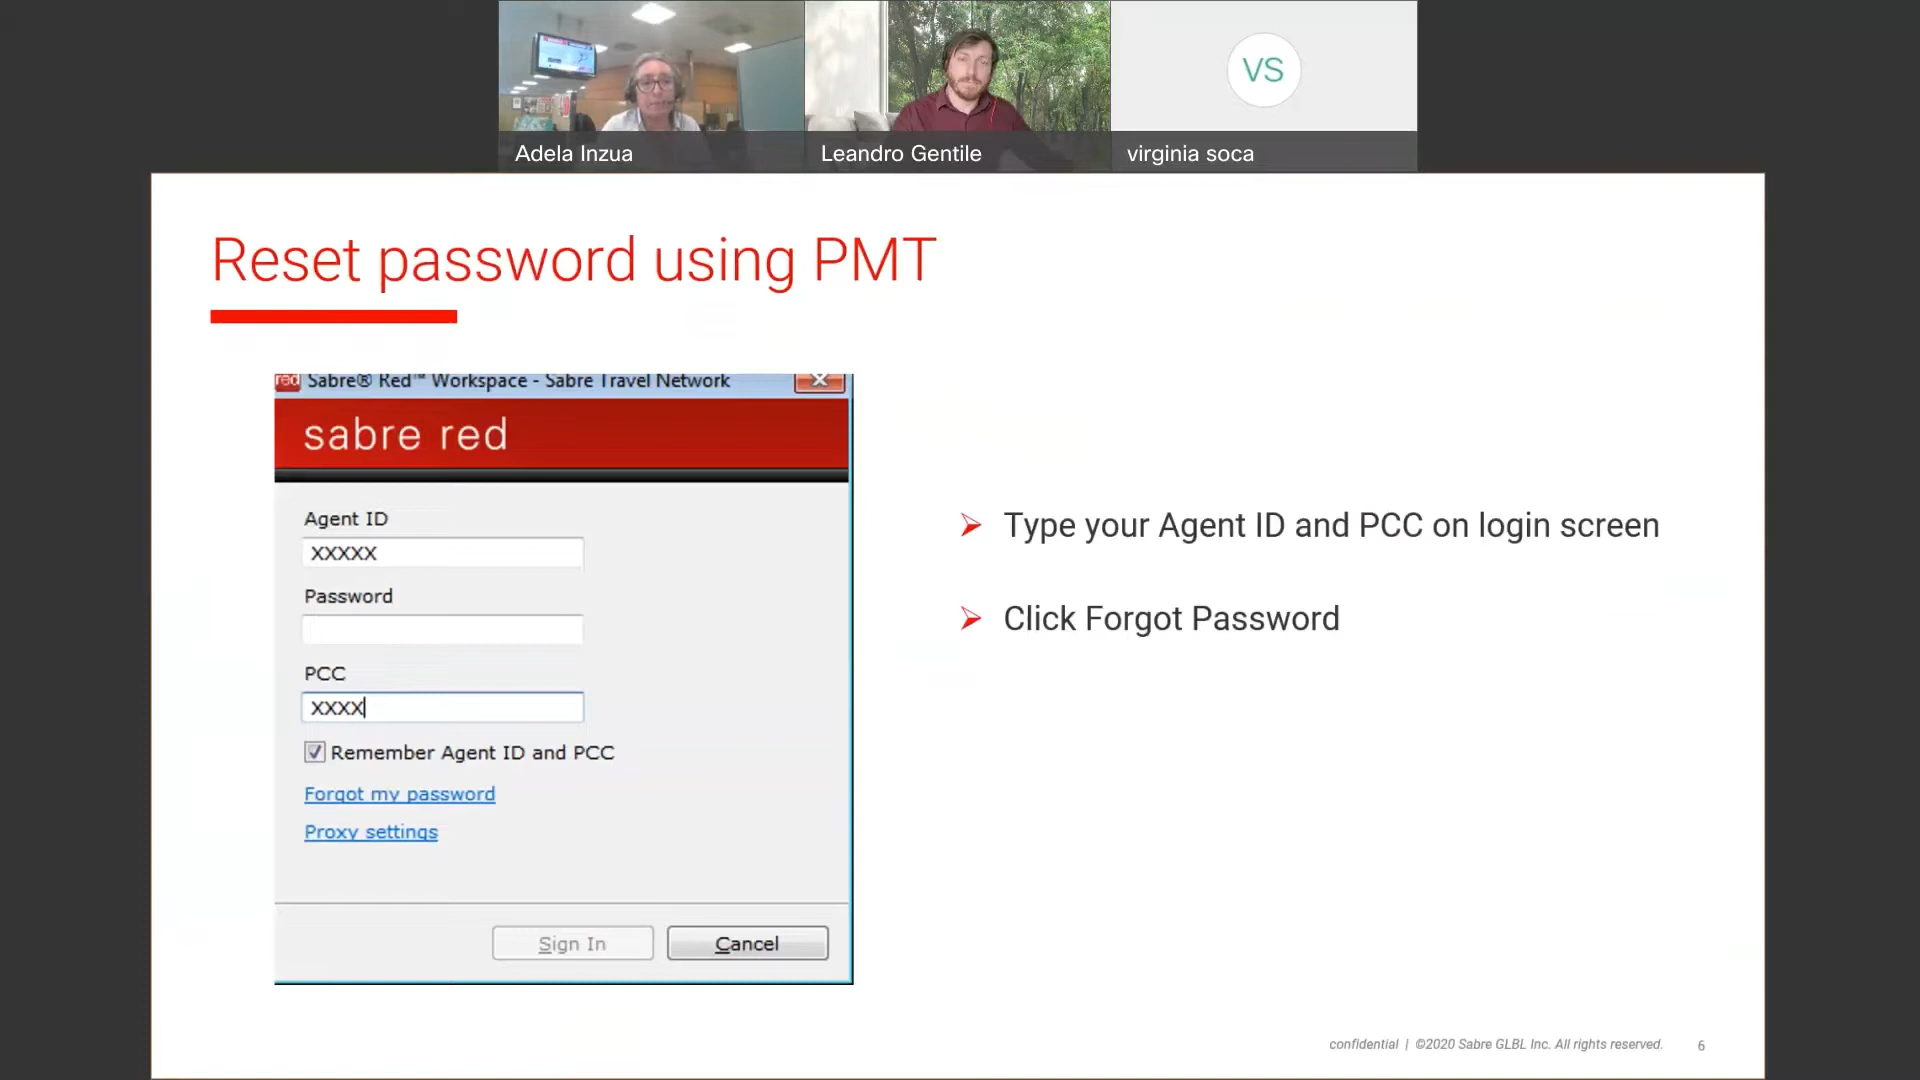 VS
Adela Inzua
Leandro Gentile
virginia soca
Reset password using PMT
red Sabre® Red™ Workspace - Sabre Travel Network
sabre red
Agent ID
XXXXX
Password
PCC
XXXX
Remember Agent ID and PCC
Forgot my password
Proxy settings
Sign In
Cancel
Type your Agent ID and PCC on login screen
Click Forgot Password
confidential | ©2020 Sabre GLBL Inc. All rights reserved.
6